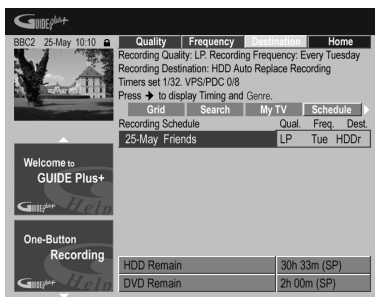 GUIDE Plus+
BBC2 25-May 10:10
Quality Frequency Destination Home
Recording Quality: LP. Recording Frequency: Every Tuesday
Recording Destination: HDD Auto Replace Recording
Timers set 1/32. VPS/PDC 0/8
Press → to display Timing and Genre.
Grid Search My TV Schedule
Recording Schedule Qual. Freq. Dest.
25-May Friends LP Tue HDDr
Welcome to
GUIDE Plus+
GUIDE Plus+ Help
One-Button
Recording
GUIDE Plus+ Help
HDD Remain 30h 33m (SP)
DVD Remain 2h 00m (SP)